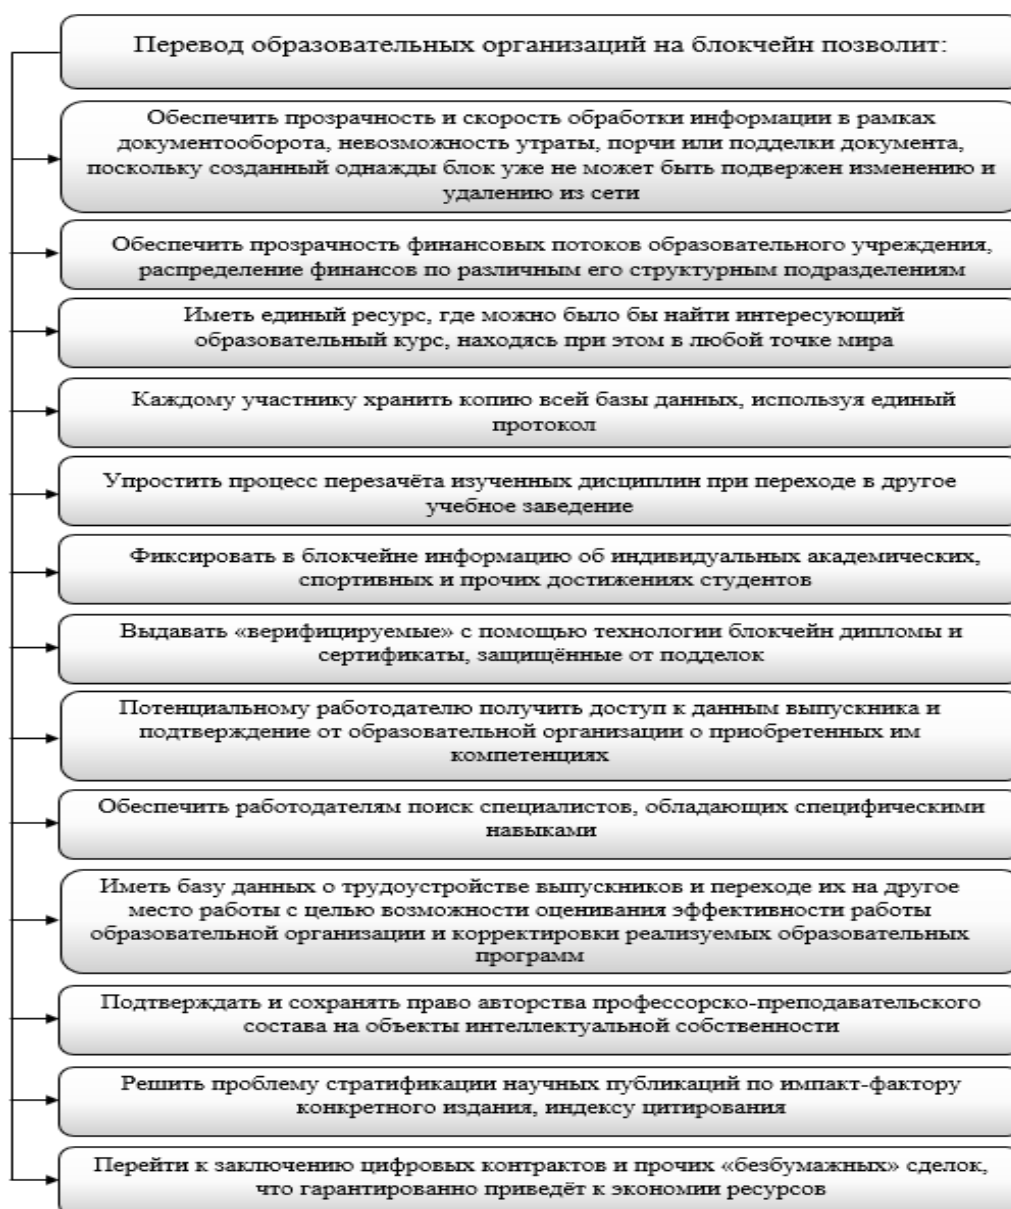 Перевод образовательных организаций на блокчейн позволит:
Обеспечить прозрачность и скорость обработки информации в рамках
документооборота, невозможность утраты, порчи или подделки документа,
поскольку созданный однажды блок уже не может быть подвержен изменению и
удалению из сети
Обеспечить прозрачность финансовых потоков образовательного учреждения,
распределение финансов по различным его структурным подразделениям
Иметь единый ресурс, где можно было бы найти интересующий
образовательный курс, находясь при этом в любой точке мира
Каждому участнику хранить копию всей базы данных, используя единый
протокол
Упростить процесс перезачёта изученных дисциплин при переходе в другое
учебное заведение
Фиксировать в блокчейне информацию об индивидуальных академических,
спортивных и прочих достижениях студентов
Выдавать «верифицируемые» с помощью технологии блокчейн дипломы и
сертификаты, защищённые от подделок
Потенциальному работодателю получить доступ к данным выпускника и
подтверждение от образовательной организации о приобретенных им
компетенциях
Обеспечить работодателям поиск специалистов, обладающих специфическими
навыками
Иметь базу данных о трудоустройстве выпускников и переходе их на другое
место работы с целью возможности оценивания эффективности работы
образовательной организации и корректировки реализуемых образовательных
программ
Подтверждать и сохранять право авторства профессорско-преподавательского
состава на объекты интеллектуальной собственности
Решить проблему стратификации научных публикаций по импакт-фактору
конкретного издания, индексу цитирования
Перейти к заключению цифровых контрактов и прочих «безбумажных» сделок,
что гарантированно приведёт к экономии ресурсов